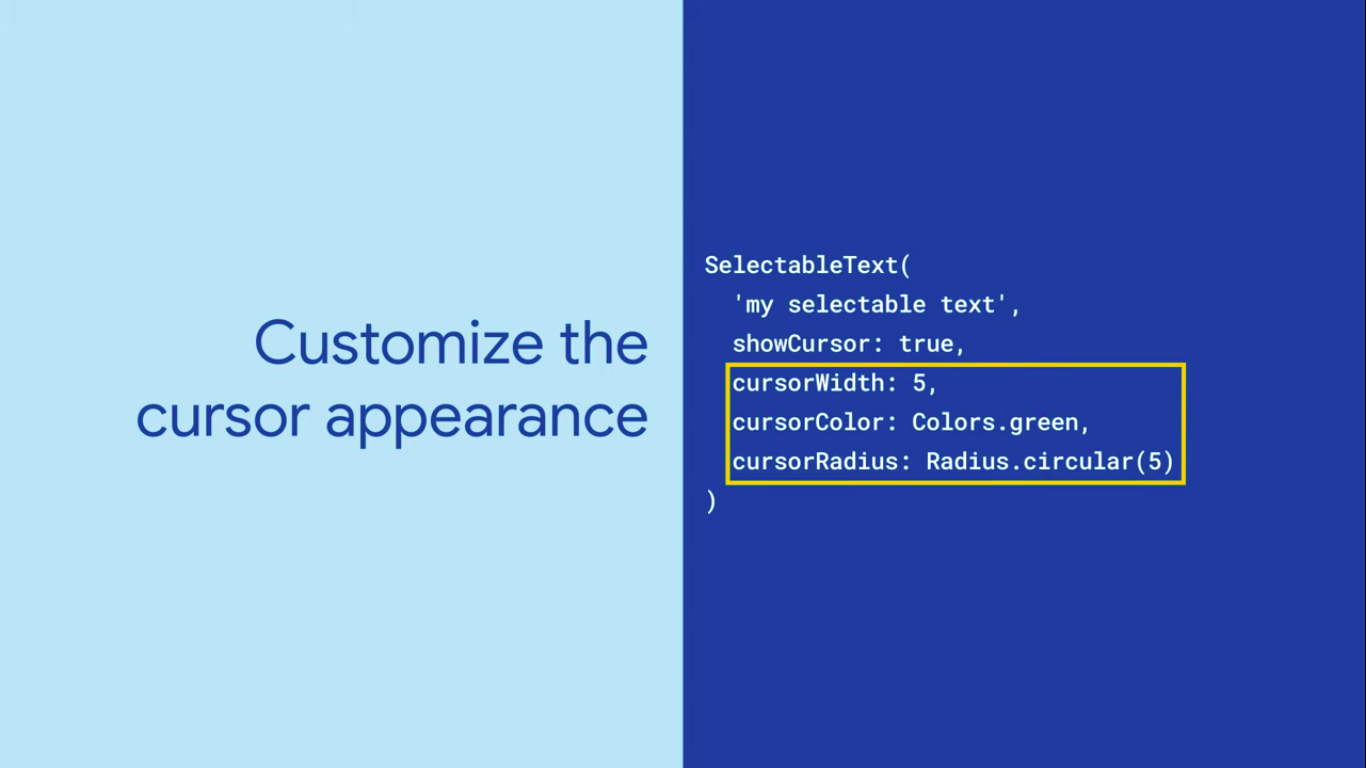 Customize the
cursor appearance
SelectableText(
  'my selectable text',
  showCursor: true,
  cursorWidth: 5,
  cursorColor: Colors.green,
  cursorRadius: Radius.circular(5)
)